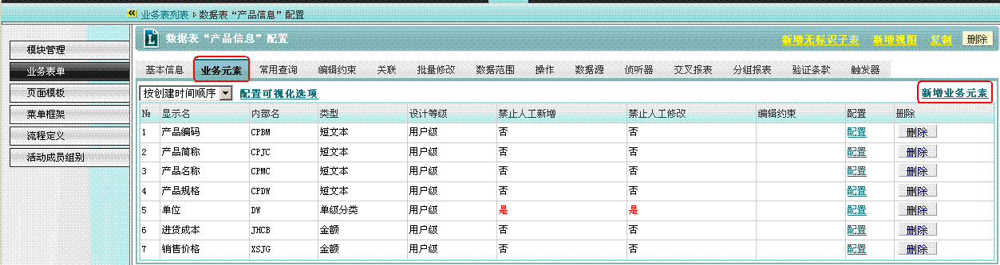 业务表列表 ▷ 数据表“产品信息”配置
模块管理
业务表单
页面模板
菜单框架
流程定义
活动成员组别
L 数据表“产品信息”配置 新增无标识子表 新增视图 复制 删除
基本信息 业务元素 常用查询 编辑约束 关联 批量修改 数据范围 操作 数据源 侦听器 交叉报表 分组报表 验证条款 触发器
按创建时间顺序 配置可视化选项 新增业务元素
№ 显示名 内部名 类型 设计等级 禁止人工新增 禁止人工修改 编辑约束 配置 删除
1 产品编码 CPBM 短文本 用户级 否 否 配置 删除
2 产品简称 CPJC 短文本 用户级 否 否 配置 删除
3 产品名称 CPMC 短文本 用户级 否 否 配置 删除
4 产品规格 CPDW 短文本 用户级 否 否 配置 删除
5 单位 DW 单级分类 用户级 是 是 配置 删除
6 进货成本 JHCB 金额 用户级 否 否 配置 删除
7 销售价格 XSJG 金额 用户级 否 否 配置 删除